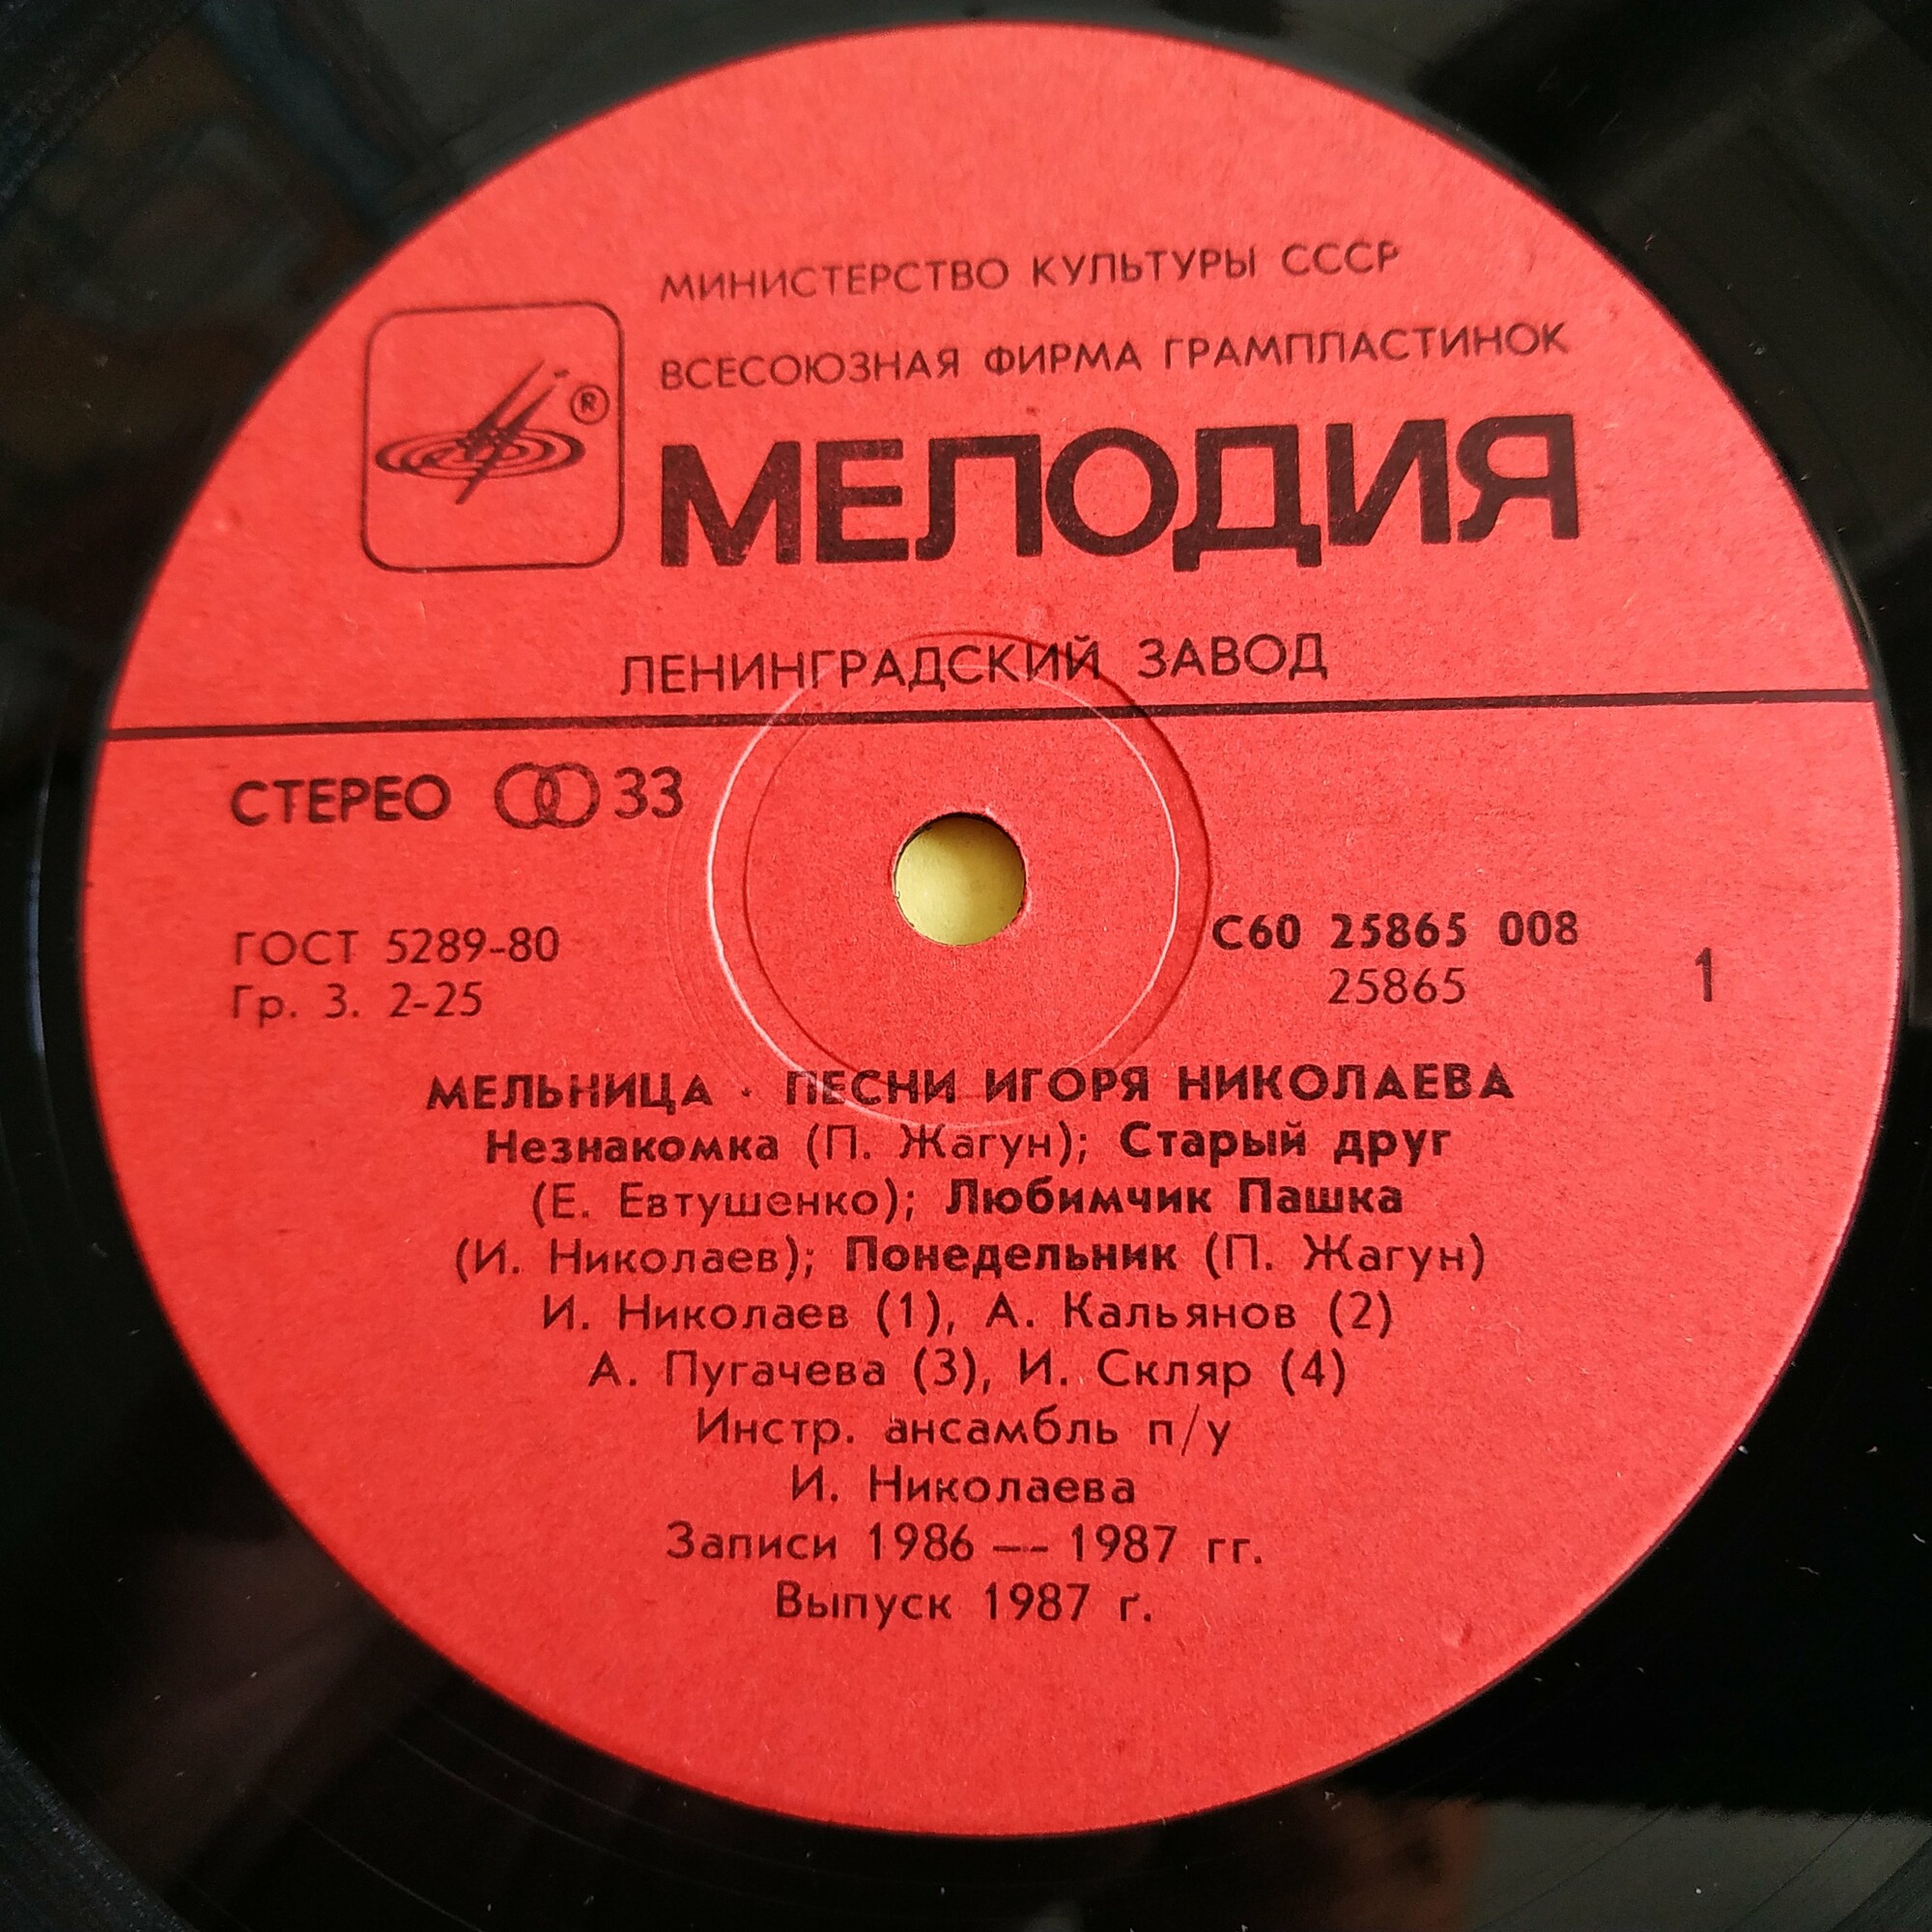 МИНИСТЕРСТВО КУЛЬТУРЫ СССР
ВСЕСОЮЗНАЯ ФИРМА ГРАМПЛАСТИНОК
®
МЕЛОДИЯ
ЛЕНИНГРАДСКИЙ ЗАВОД
СТЕРЕО 33
ГОСТ 5289-80
Гр. 3. 2-25
С60 25865 008
25865
1
МЕЛЬНИЦА · ПЕСНИ ИГОРЯ НИКОЛАЕВА
Незнакомка (П. Жагун); Старый друг
(Е. Евтушенко); Любимчик Пашка
(И. Николаев); Понедельник (П. Жагун)
И. Николаев (1), А. Кальянов (2)
А. Пугачева (3), И. Скляр (4)
Инстр. ансамбль п/у
И. Николаева
Записи 1986 — 1987 гг.
Выпуск 1987 г.